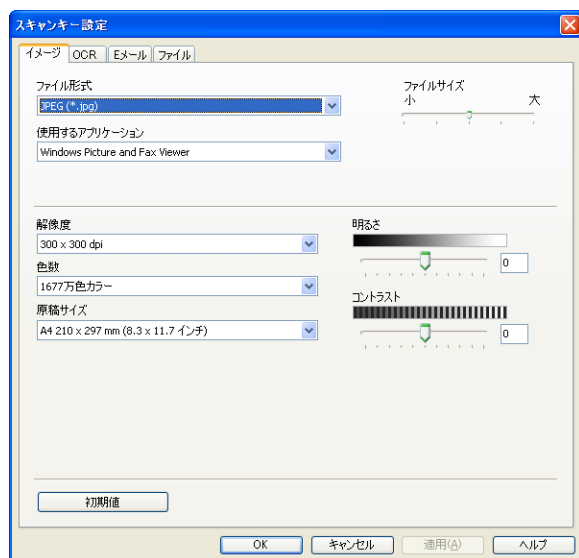 スキャンキー設定
イメージ OCR Eメール ファイル
ファイル形式
JPEG (*.jpg)
ファイルサイズ
小 大
使用するアプリケーション
Windows Picture and Fax Viewer
解像度
300 x 300 dpi
色数
1677万色カラー
原稿サイズ
A4 210 x 297 mm (8.3 x 11.7 インチ)
明るさ
0
コントラスト
0
初期値
OK キャンセル 適用(A) ヘルプ